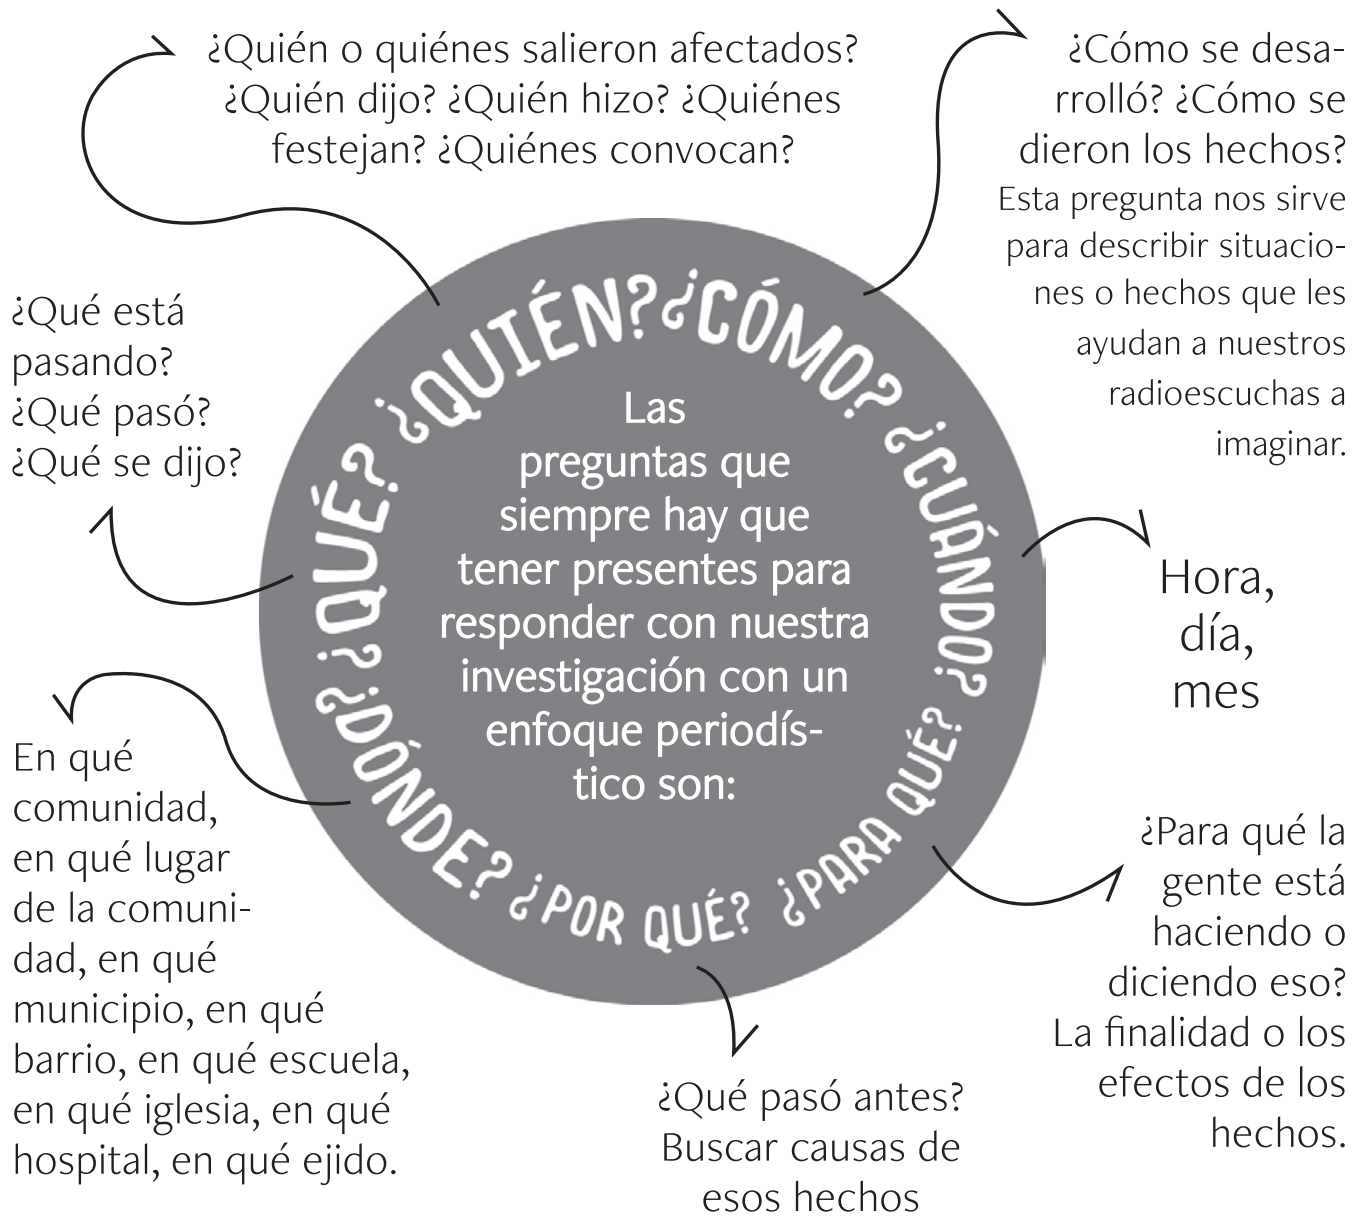 ¿Quién o quiénes salieron afectados?
¿Quién dijo? ¿Quién hizo? ¿Quiénes
festejan? ¿Quiénes convocan?
¿Cómo se desa-
rrolló? ¿Cómo se
dieron los hechos?
Esta pregunta nos sirve
para describir situacio-
nes o hechos que les
ayudan a nuestros
radioescuchas a
imaginar.
¿Qué está
pasando?
¿Qué pasó?
¿Qué se dijo?
¿QUÉ?
¿QUIÉN?
¿CÓMO?
¿CUÁNDO?
¿PARA QUÉ?
¿POR QUÉ?
¿DÓNDE?
Las
preguntas que
siempre hay que
tener presentes para
responder con nuestra
investigación con un
enfoque periodís-
tico son:
Hora,
día,
mes
En qué
comunidad,
en qué lugar
de la comuni-
dad, en qué
municipio, en qué
barrio, en qué escuela,
en qué iglesia, en qué
hospital, en qué ejido.
¿Para qué la
gente está
haciendo o
diciendo eso?
La finalidad o los
efectos de los
hechos.
¿Qué pasó antes?
Buscar causas de
esos hechos